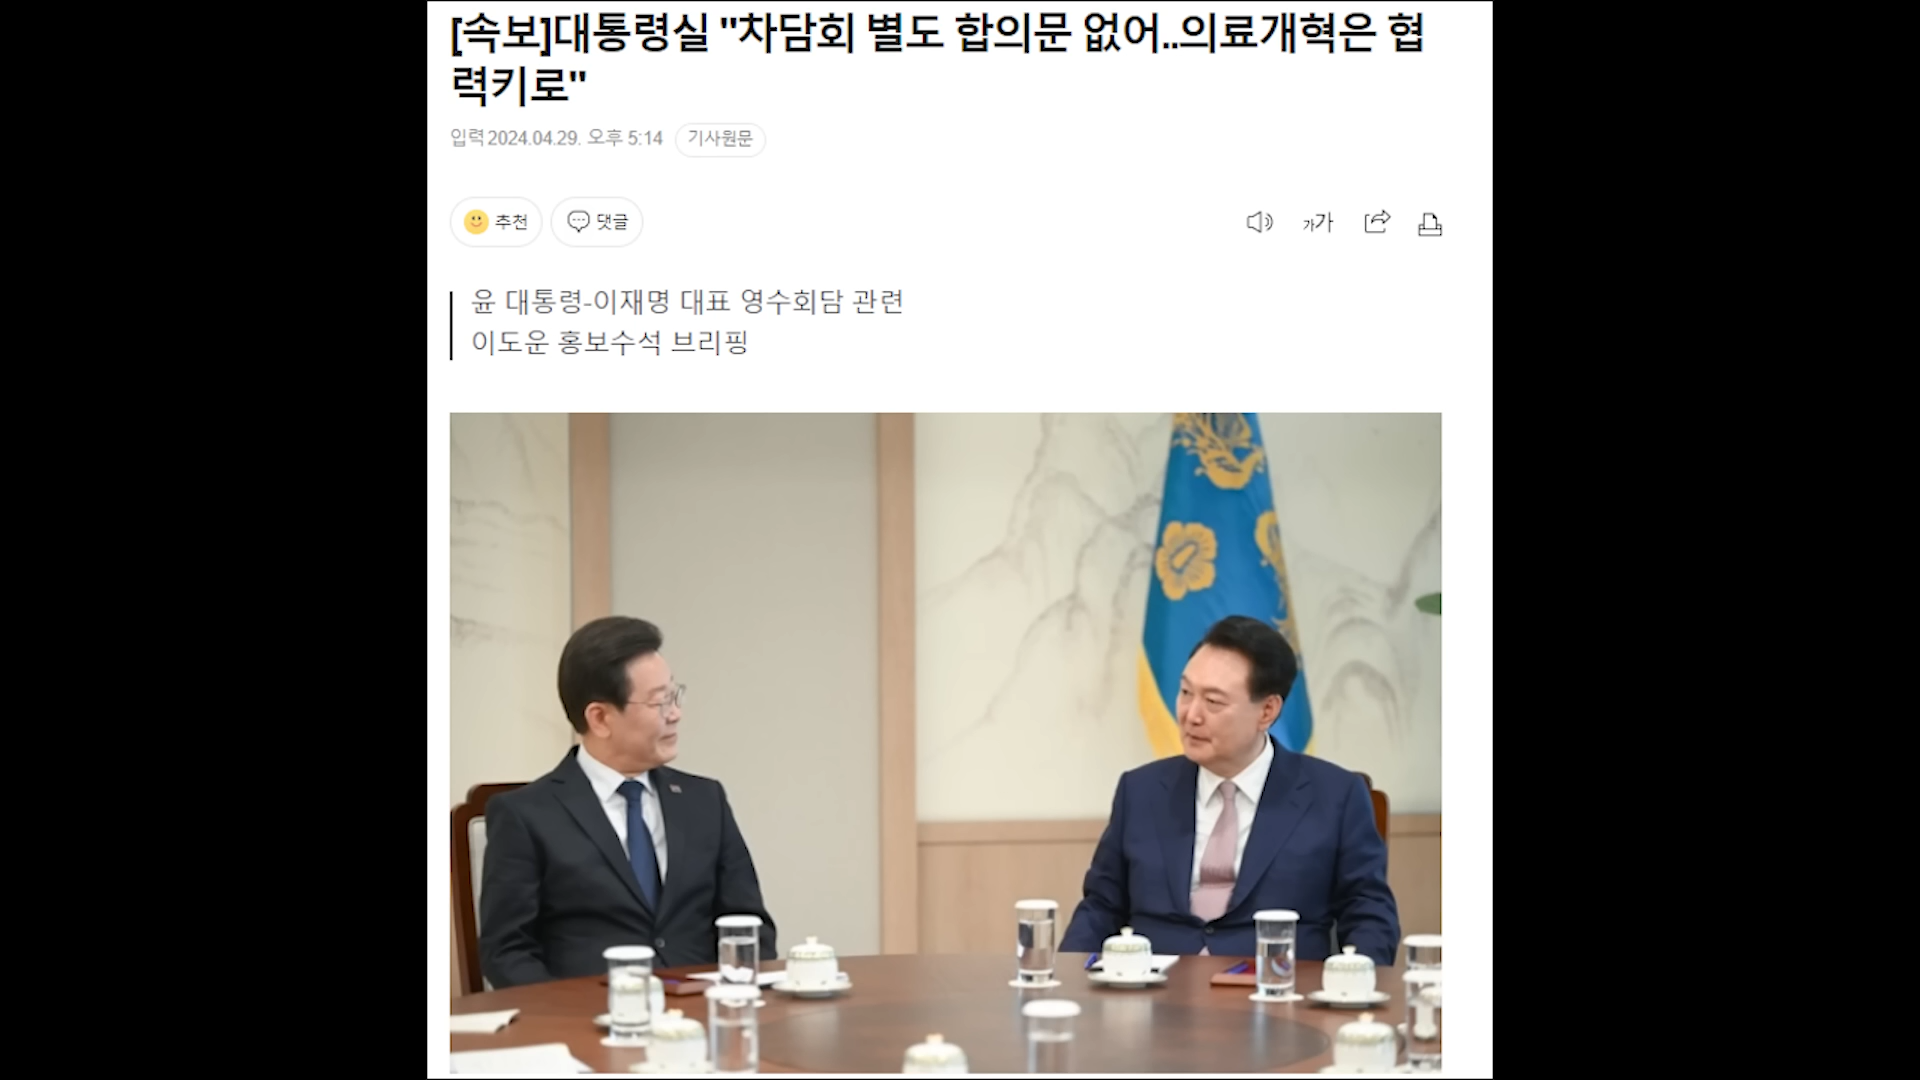 [속보]대통령실 "차담회 별도 합의문 없어..의료개혁은 협
력키로"
입력 2024.04.29. 오후 5:14 기사원문
추천 댓글 가가
윤 대통령-이재명 대표 영수회담 관련
이도운 홍보수석 브리핑